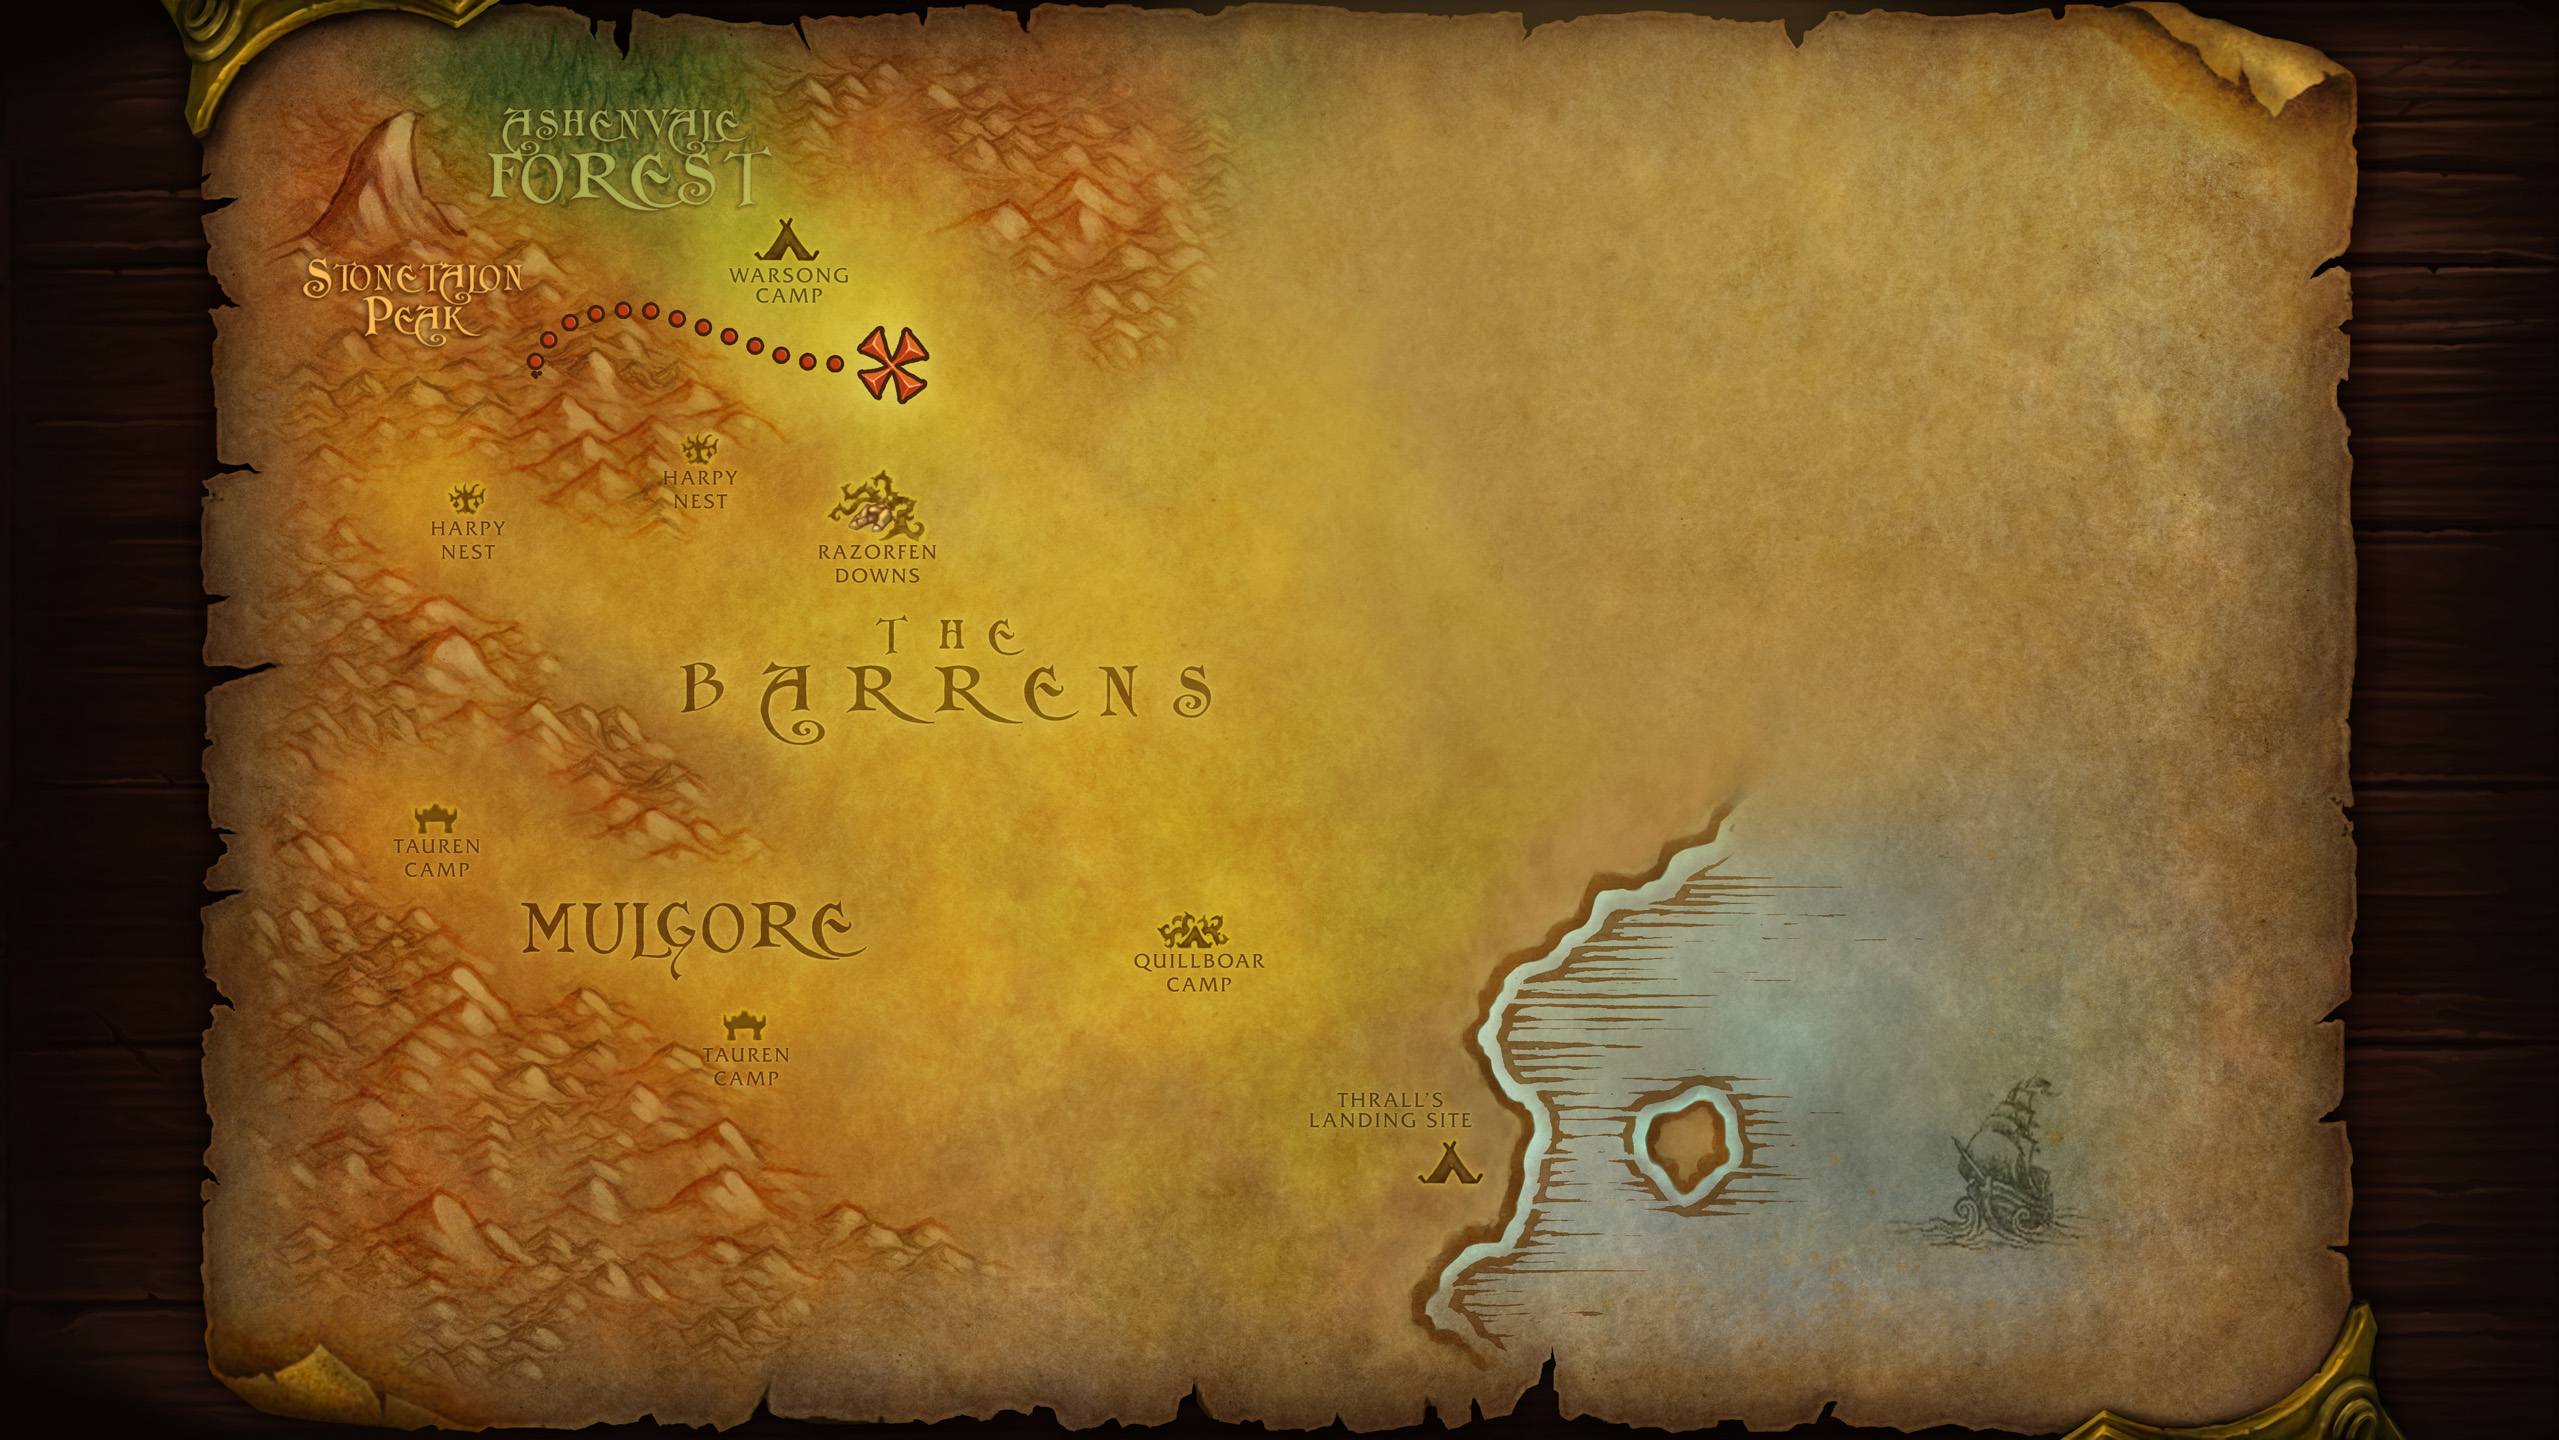 ASHENVALE
FOREST
WARSONG
CAMP
STONETALON
PEAK
HARPY
NEST
HARPY
NEST
RAZORFEN
DOWNS
THE
BARRENS
TAUREN
CAMP
MULGORE
QUILLBOAR
CAMP
TAUREN
CAMP
THRALL'S
LANDING SITE